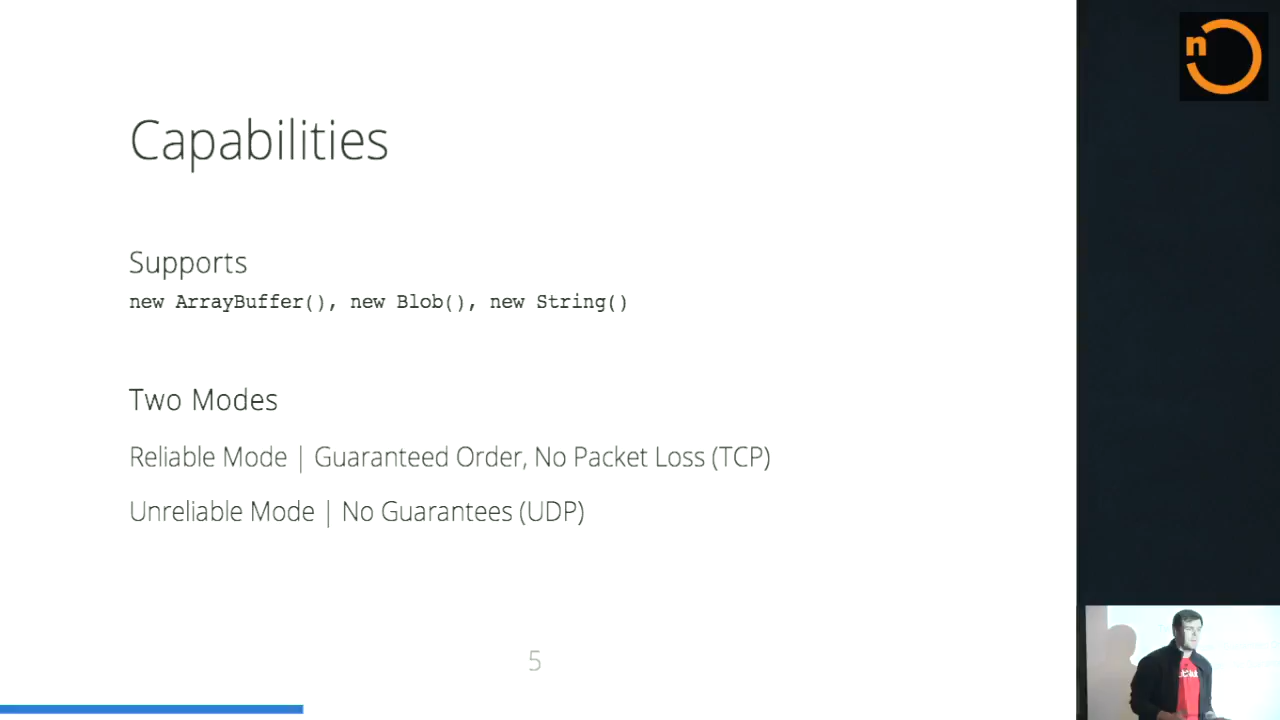 n
Capabilities
Supports
new ArrayBuffer(), new Blob(), new String()
Two Modes
Reliable Mode | Guaranteed Order, No Packet Loss (TCP)
Unreliable Mode | No Guarantees (UDP)
5